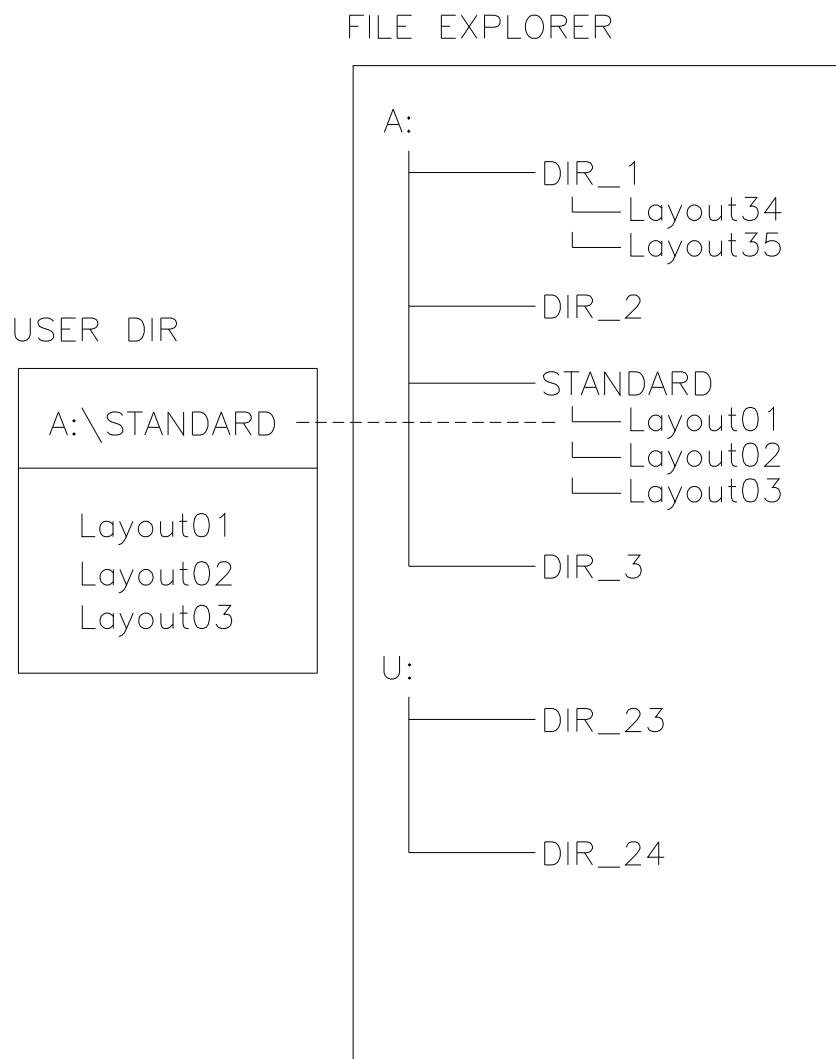 FILE EXPLORER
A:
DIR_1
Layout34
Layout35
DIR_2
USER DIR
STANDARD
A:\STANDARD
Layout01
Layout02
Layout03
Layout01
Layout02
Layout03
DIR_3
U:
DIR_23
DIR_24